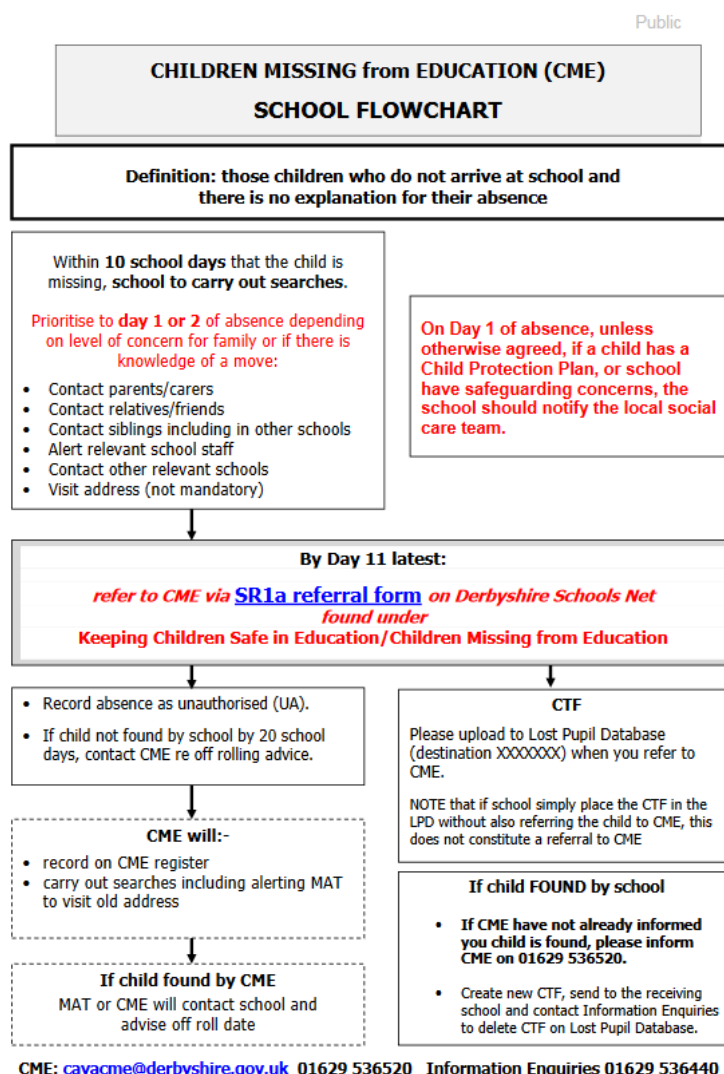 Public
CHILDREN MISSING from EDUCATION (CME)
SCHOOL FLOWCHART
Definition: those children who do not arrive at school and
there is no explanation for their absence
Within 10 school days that the child is
missing, school to carry out searches.
Prioritise to day 1 or 2 of absence depending
on level of concern for family or if there is
knowledge of a move:
• Contact parents/carers
• Contact relatives/friends
• Contact siblings including in other schools
• Alert relevant school staff
• Contact other relevant schools
• Visit address (not mandatory)
On Day 1 of absence, unless
otherwise agreed, if a child has a
Child Protection Plan, or school
have safeguarding concerns, the
school should notify the local social
care team.
By Day 11 latest:
refer to CME via SR1a referral form on Derbyshire Schools Net
found under
Keeping Children Safe in Education/Children Missing from Education
• Record absence as unauthorised (UA).
• If child not found by school by 20 school
days, contact CME re off rolling advice.
CME will:-
• record on CME register
• carry out searches including alerting MAT
to visit old address
If child found by CME
MAT or CME will contact school and
advise off roll date
CTF
Please upload to Lost Pupil Database
(destination XXXXXXX) when you refer to
CME.
NOTE that if school simply place the CTF in the
LPD without also referring the child to CME, this
does not constitute a referral to CME
If child FOUND by school
• If CME have not already informed
you child is found, please inform
CME on 01629 536520.
• Create new CTF, send to the receiving
school and contact Information Enquiries
to delete CTF on Lost Pupil Database.
CME: cayacme@derbyshire.gov.uk 01629 536520 Information Enquiries 01629 536440